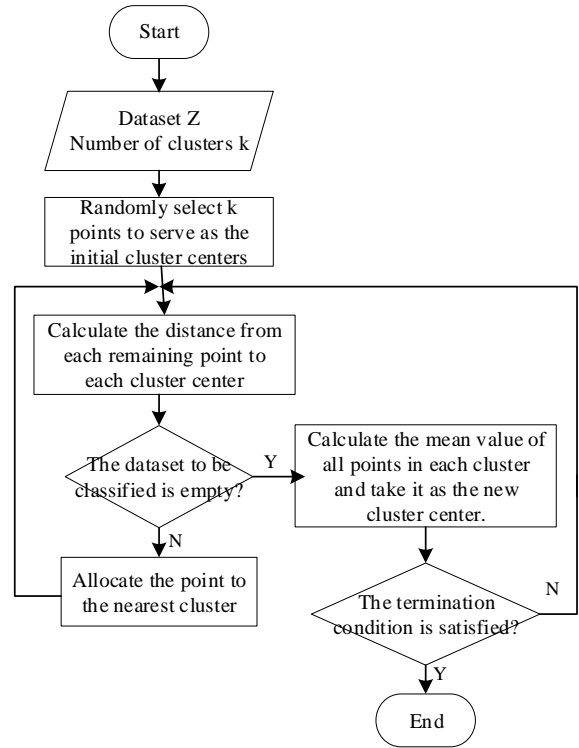 Start
Dataset Z
Number of clusters k
Randomly select k
points to serve as the
initial cluster centers
Calculate the distance from
each remaining point to
each cluster center
The dataset to be
classified is empty?
Y
N
Allocate the point to
the nearest cluster
Calculate the mean value of
all points in each cluster
and take it as the new
cluster center.
The termination
condition is satisfied?
N
Y
End